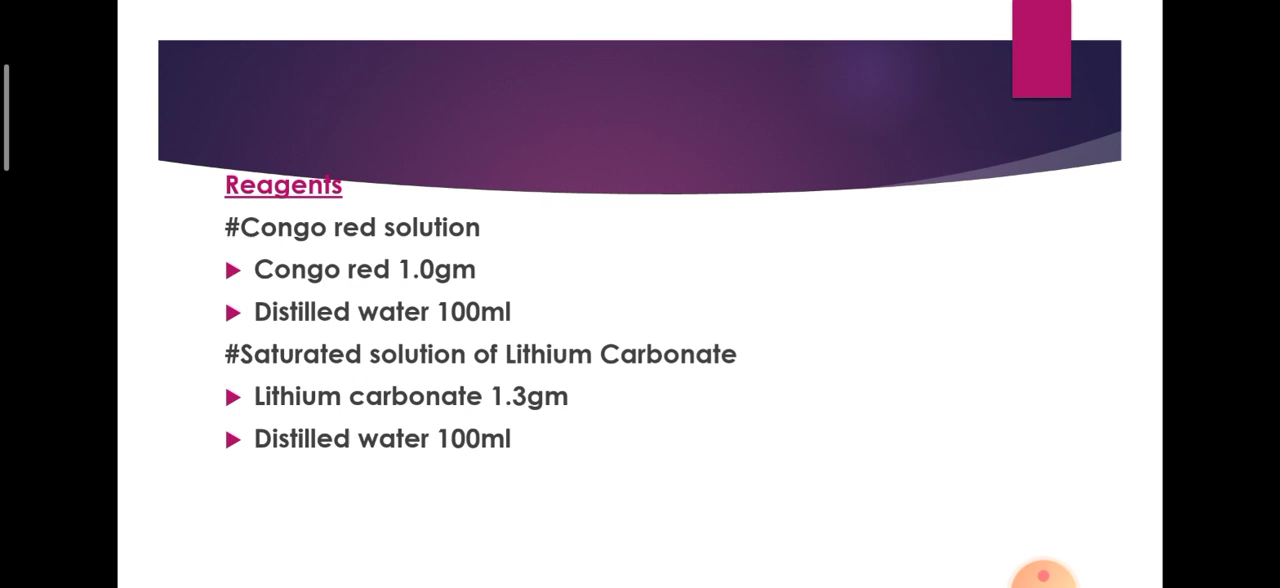 Reagents
#Congo red solution
Congo red 1.0gm
Distilled water 100ml
#Saturated solution of Lithium Carbonate
Lithium carbonate 1.3gm
Distilled water 100ml